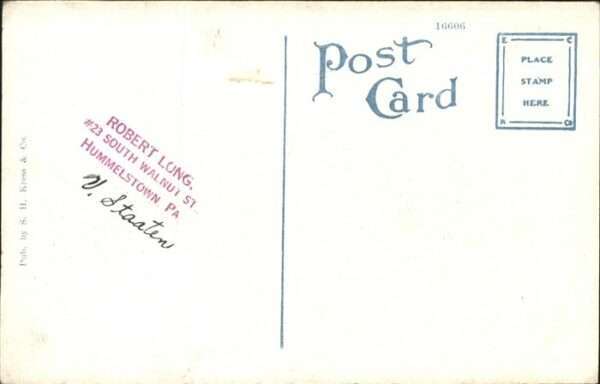 16606
Post Card
PLACE
STAMP
HERE
ROBERT LONG,
#23 SOUTH WALNUT ST
HUMMELSTOWN PA
V. Staaten
Pub. by S. H. Kress & Co.